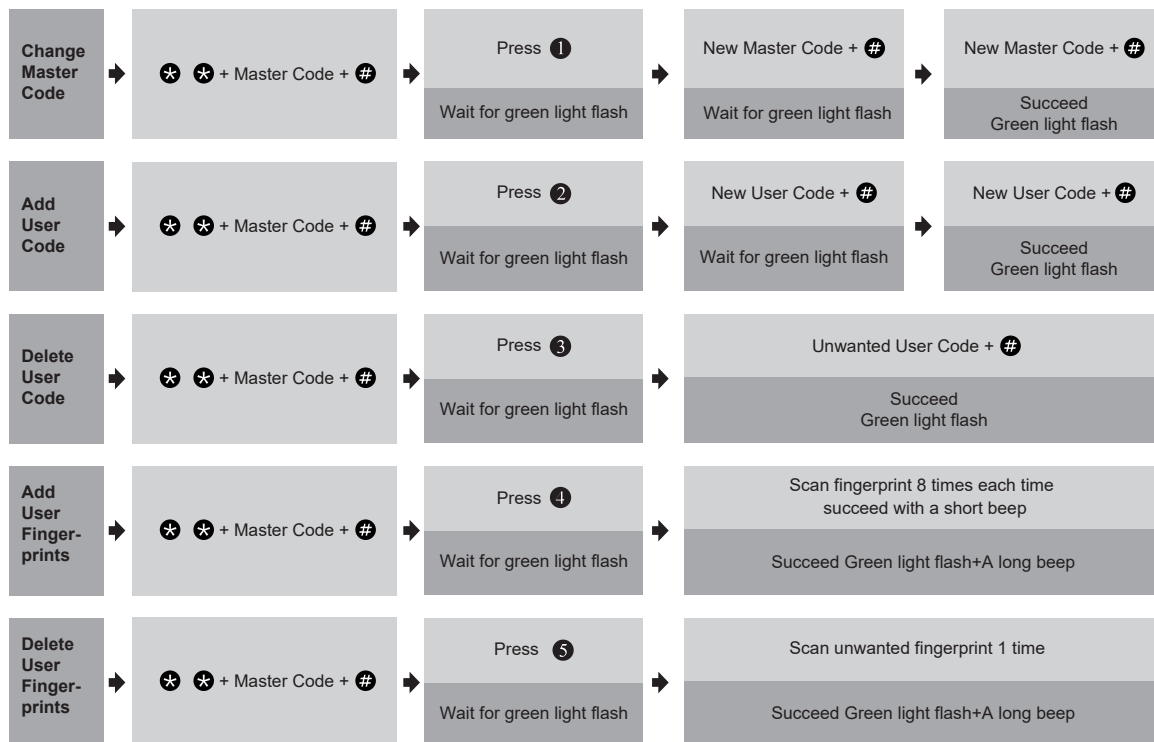 Change
Master
Code
* * + Master Code + #
Press 1
Wait for green light flash
New Master Code + #
Wait for green light flash
New Master Code + #
Succeed
Green light flash
Add
User
Code
* * + Master Code + #
Press 2
Wait for green light flash
New User Code + #
Wait for green light flash
New User Code + #
Succeed
Green light flash
Delete
User
Code
* * + Master Code + #
Press 3
Wait for green light flash
Unwanted User Code + #
Succeed
Green light flash
Add
User
Finger-
prints
* * + Master Code + #
Press 4
Wait for green light flash
Scan fingerprint 8 times each time
succeed with a short beep
Succeed Green light flash+A long beep
Delete
User
Finger-
prints
* * + Master Code + #
Press 5
Wait for green light flash
Scan unwanted fingerprint 1 time
Succeed Green light flash+A long beep